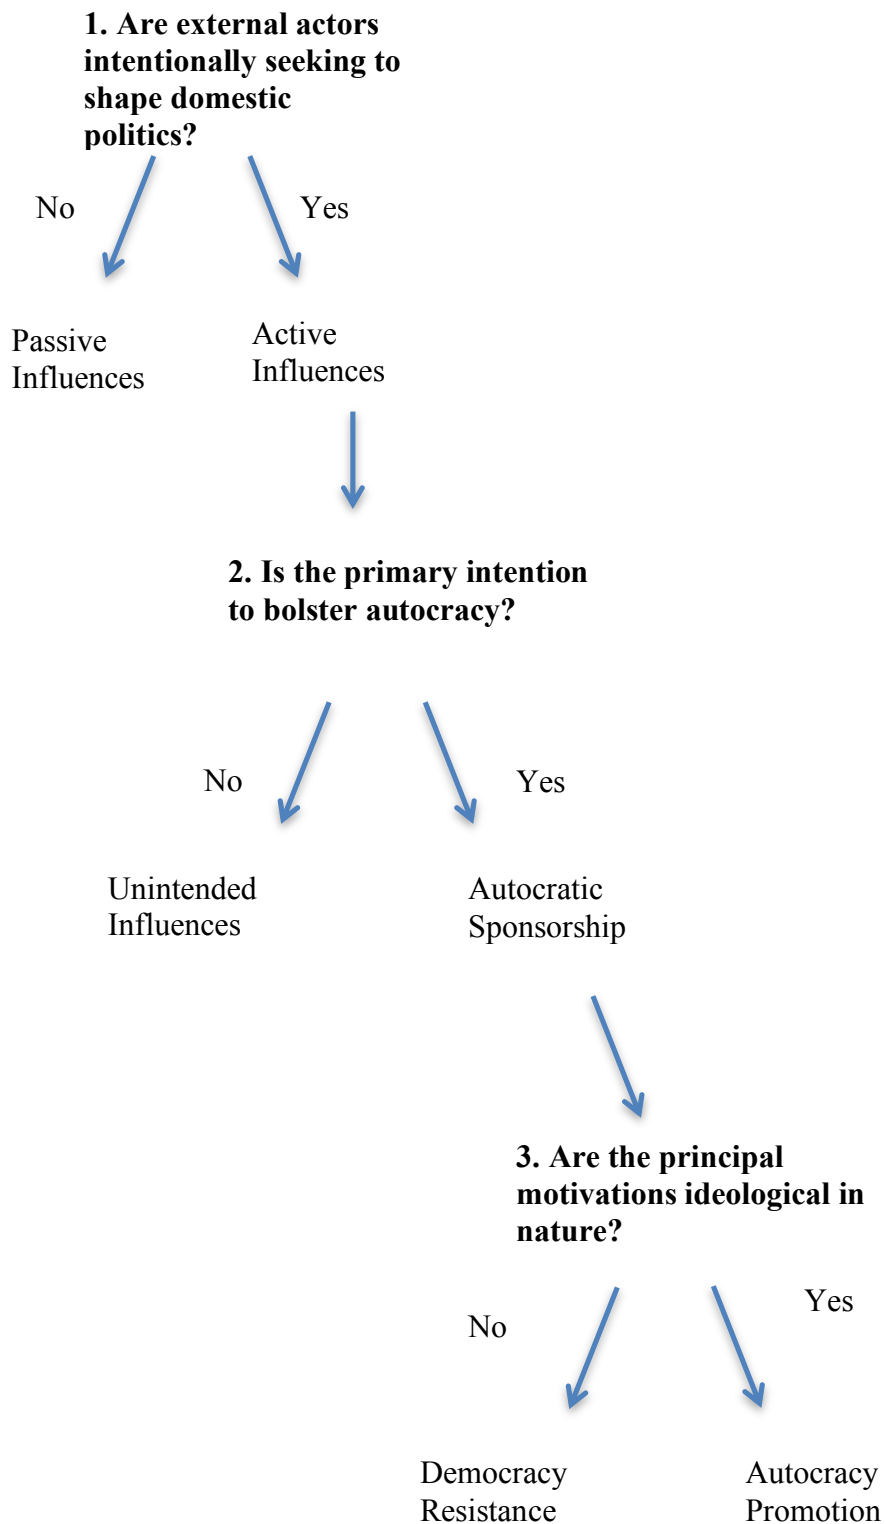 1. Are external actors
intentionally seeking to
shape domestic
politics?
No
Yes
Passive
Influences
Active
Influences
2. Is the primary intention
to bolster autocracy?
No
Yes
Unintended
Influences
Autocratic
Sponsorship
3. Are the principal
motivations ideological in
nature?
No
Yes
Democracy
Resistance
Autocracy
Promotion